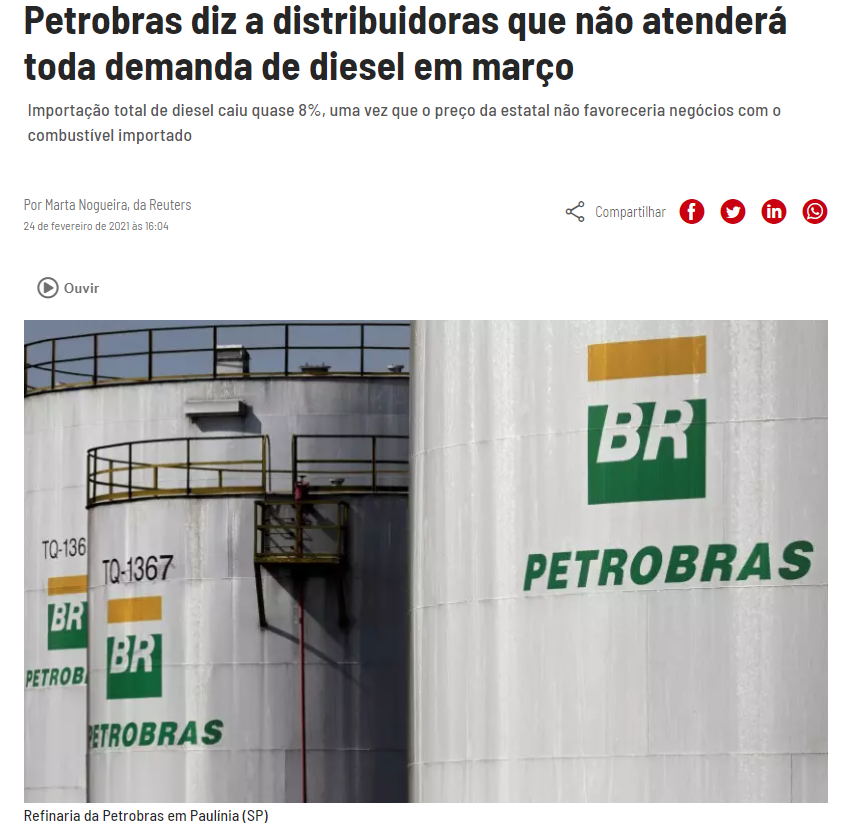 Petrobras diz a distribuidoras que não atenderá
toda demanda de diesel em março
Importação total de diesel caiu quase 8%, uma vez que o preço da estatal não favoreceria negócios com o
combustível importado
Por Marta Nogueira, da Reuters
24 de fevereiro de 2021 às 16:04
Compartilhar
Ouvir
BR
PETROBRAS
TQ-136
BR
PETROB
TQ-1367
BR
PETROBRAS
Refinaria da Petrobras em Paulínia (SP)